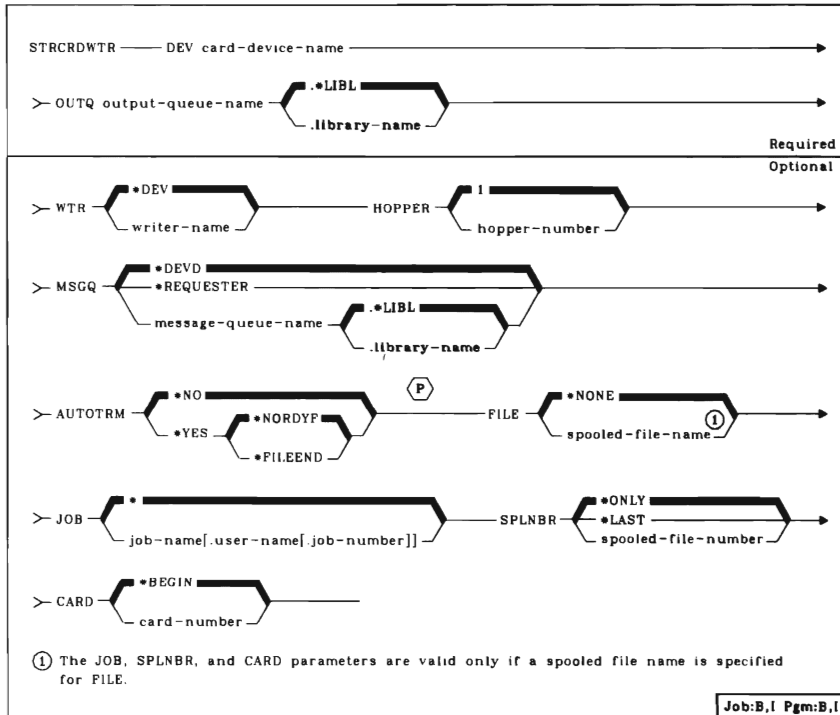 STRCRDWTR DEV card-device-name
OUTQ output-queue-name .*LIBL
.library-name
Required
Optional
WTR *DEV HOPPER 1
writer-name hopper-number
MSGQ *DEVD
*REQUESTER
message-queue-name .*LIBL
.library-name
P
AUTOTRM *NO FILE *NONE
*YES *NORDYF spooled-file-name ①
*FILEEND
JOB * SPLNBR *ONLY
*LAST
job-name[.user-name[.job-number]] spooled-file-number
CARD *BEGIN
card-number
① The JOB, SPLNBR, and CARD parameters are valid only if a spooled file name is specified
for FILE.
Job:B,I Pgm:B,I